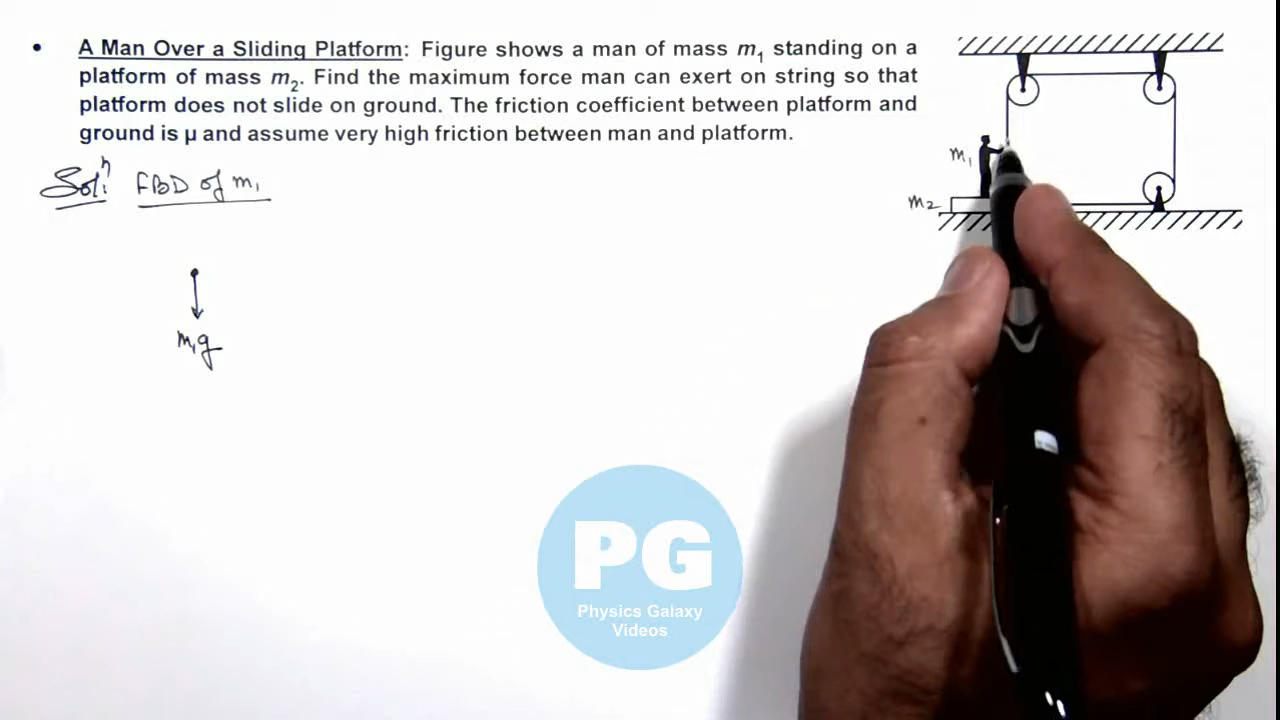 • A Man Over a Sliding Platform: Figure shows a man of mass m₁ standing on a
platform of mass m₂. Find the maximum force man can exert on string so that
platform does not slide on ground. The friction coefficient between platform and
ground is μ and assume very high friction between man and platform.
Solⁿ: FBD of m₁
m₁
m₂
m₁g
PG
Physics Galaxy
Videos